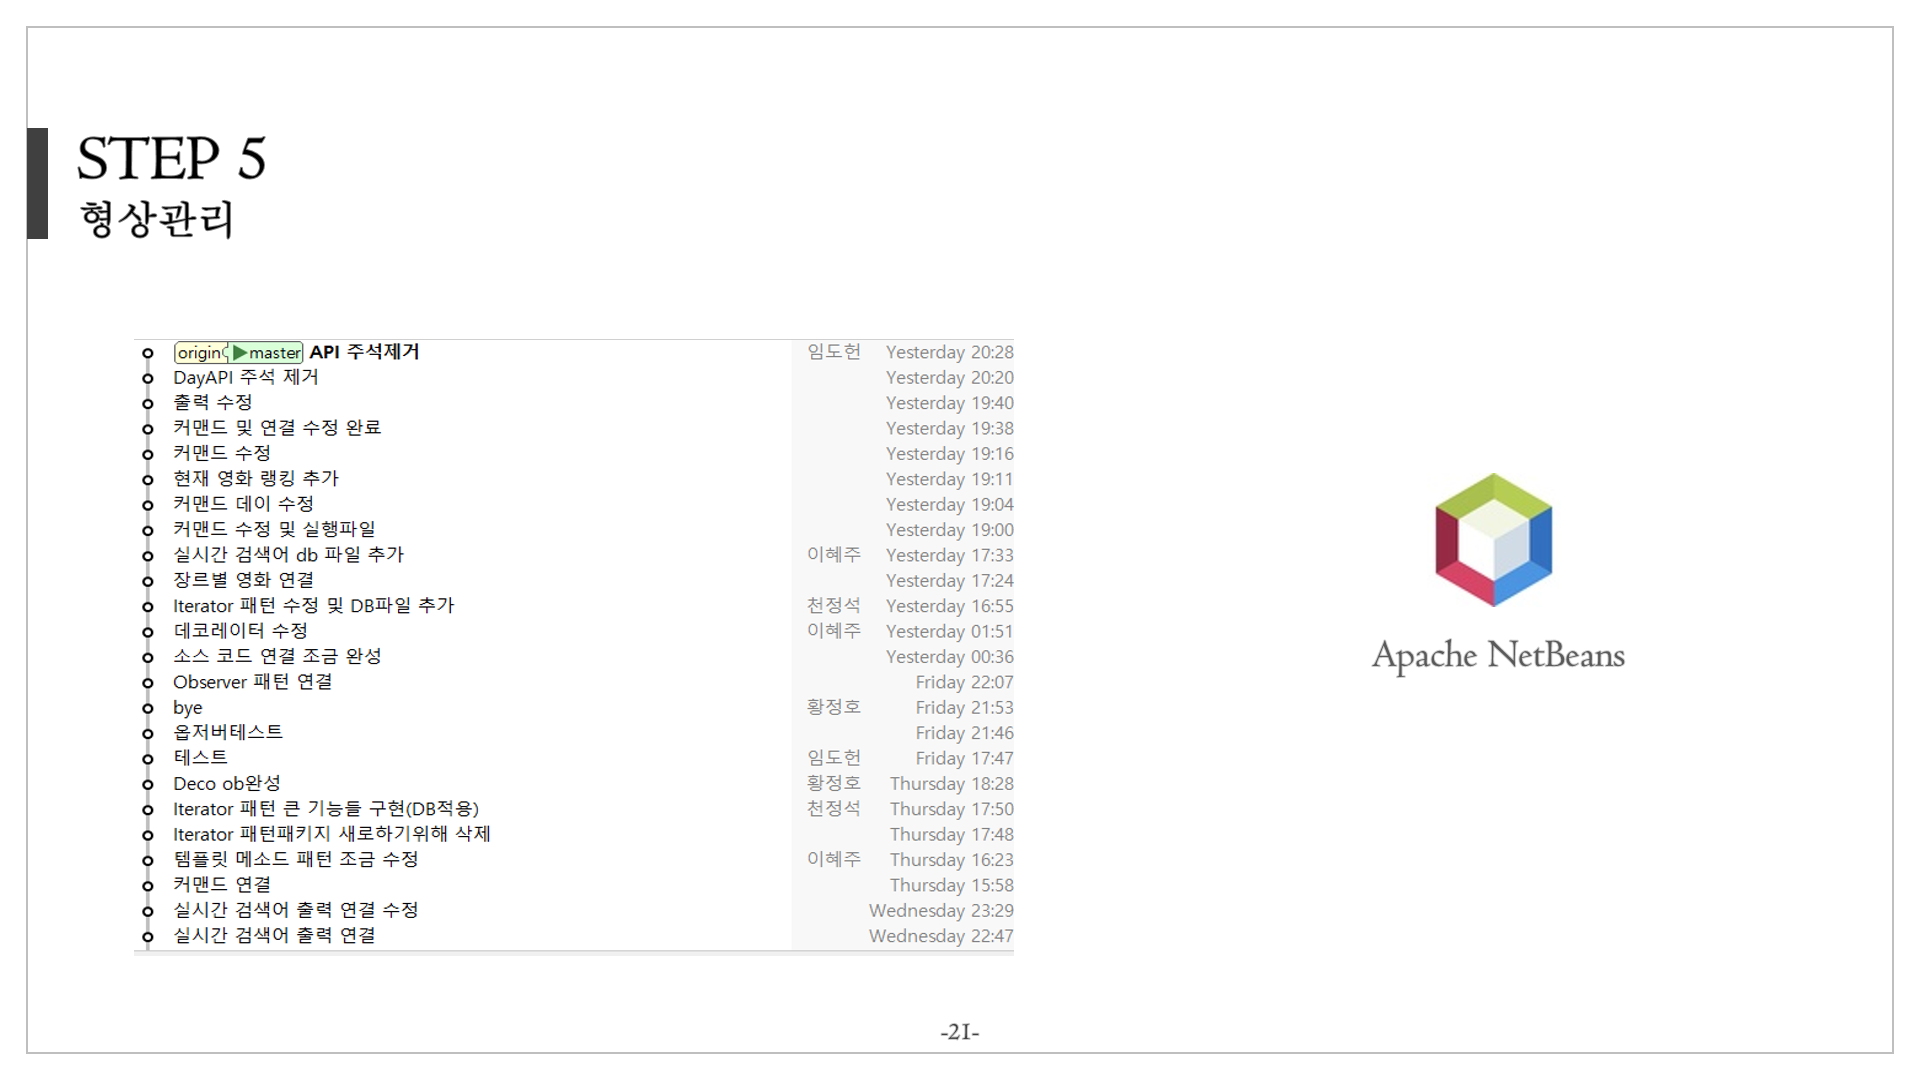 STEP 5
형상관리
origin master API 주석제거 임도헌 Yesterday 20:28
DayAPI 주석 제거 Yesterday 20:20
출력 수정 Yesterday 19:40
커맨드 및 연결 수정 완료 Yesterday 19:38
커맨드 수정 Yesterday 19:16
현재 영화 랭킹 추가 Yesterday 19:11
커맨드 데이 수정 Yesterday 19:04
커맨드 수정 및 실행파일 Yesterday 19:00
실시간 검색어 db 파일 추가 이혜주 Yesterday 17:33
장르별 영화 연결 Yesterday 17:24
Iterator 패턴 수정 및 DB파일 추가 천정석 Yesterday 16:55
데코레이터 수정 이혜주 Yesterday 01:51
소스 코드 연결 조금 완성 Yesterday 00:36
Observer 패턴 연결 Friday 22:07
bye 황정호 Friday 21:53
옵저버테스트 Friday 21:46
테스트 임도헌 Friday 17:47
Deco ob완성 황정호 Thursday 18:28
Iterator 패턴 큰 기능들 구현(DB적용) 천정석 Thursday 17:50
Iterator 패턴패키지 새로하기위해 삭제 Thursday 17:48
템플릿 메소드 패턴 조금 수정 이혜주 Thursday 16:23
커맨드 연결 Thursday 15:58
실시간 검색어 출력 연결 수정 Wednesday 23:29
실시간 검색어 출력 연결 Wednesday 22:47
Apache NetBeans
-21-